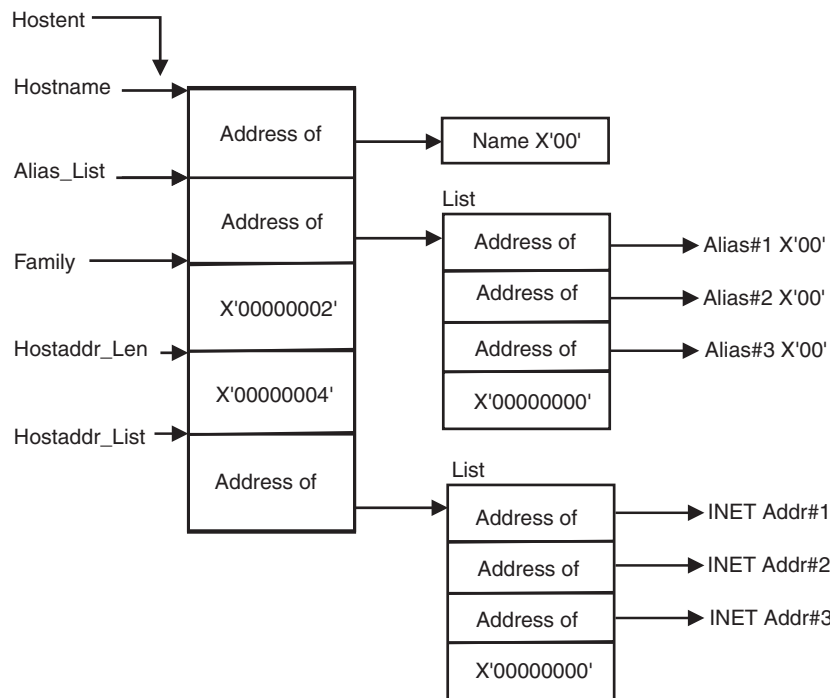 Hostent
Hostname
Address of
Name X'00'
Alias_List
List
Address of
Address of
Alias#1 X'00'
Family
Address of
Alias#2 X'00'
X'00000002'
Hostaddr_Len
Address of
Alias#3 X'00'
X'00000004'
X'00000000'
Hostaddr_List
List
Address of
Address of
INET Addr#1
Address of
INET Addr#2
Address of
INET Addr#3
X'00000000'